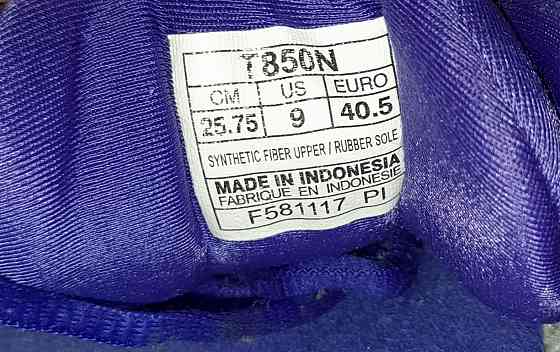 T850N
CM US EURO
25.75 9 40.5
SYNTHETIC FIBER UPPER / RUBBER SOLE
MADE IN INDONESIA
FABRIQUE EN INDONESIE
F581117 PI